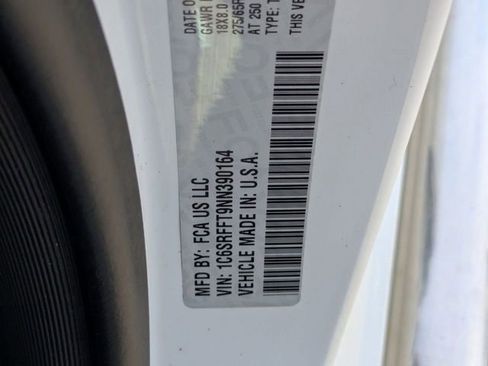 MFD BY: FCA US LLC
VIN: 1C6SRFFT9NN390164
VEHICLE MADE IN: U.S.A.
DATE O
GAWR
18X8.0
275/65R
AT 250
TYPE: T
THIS VE